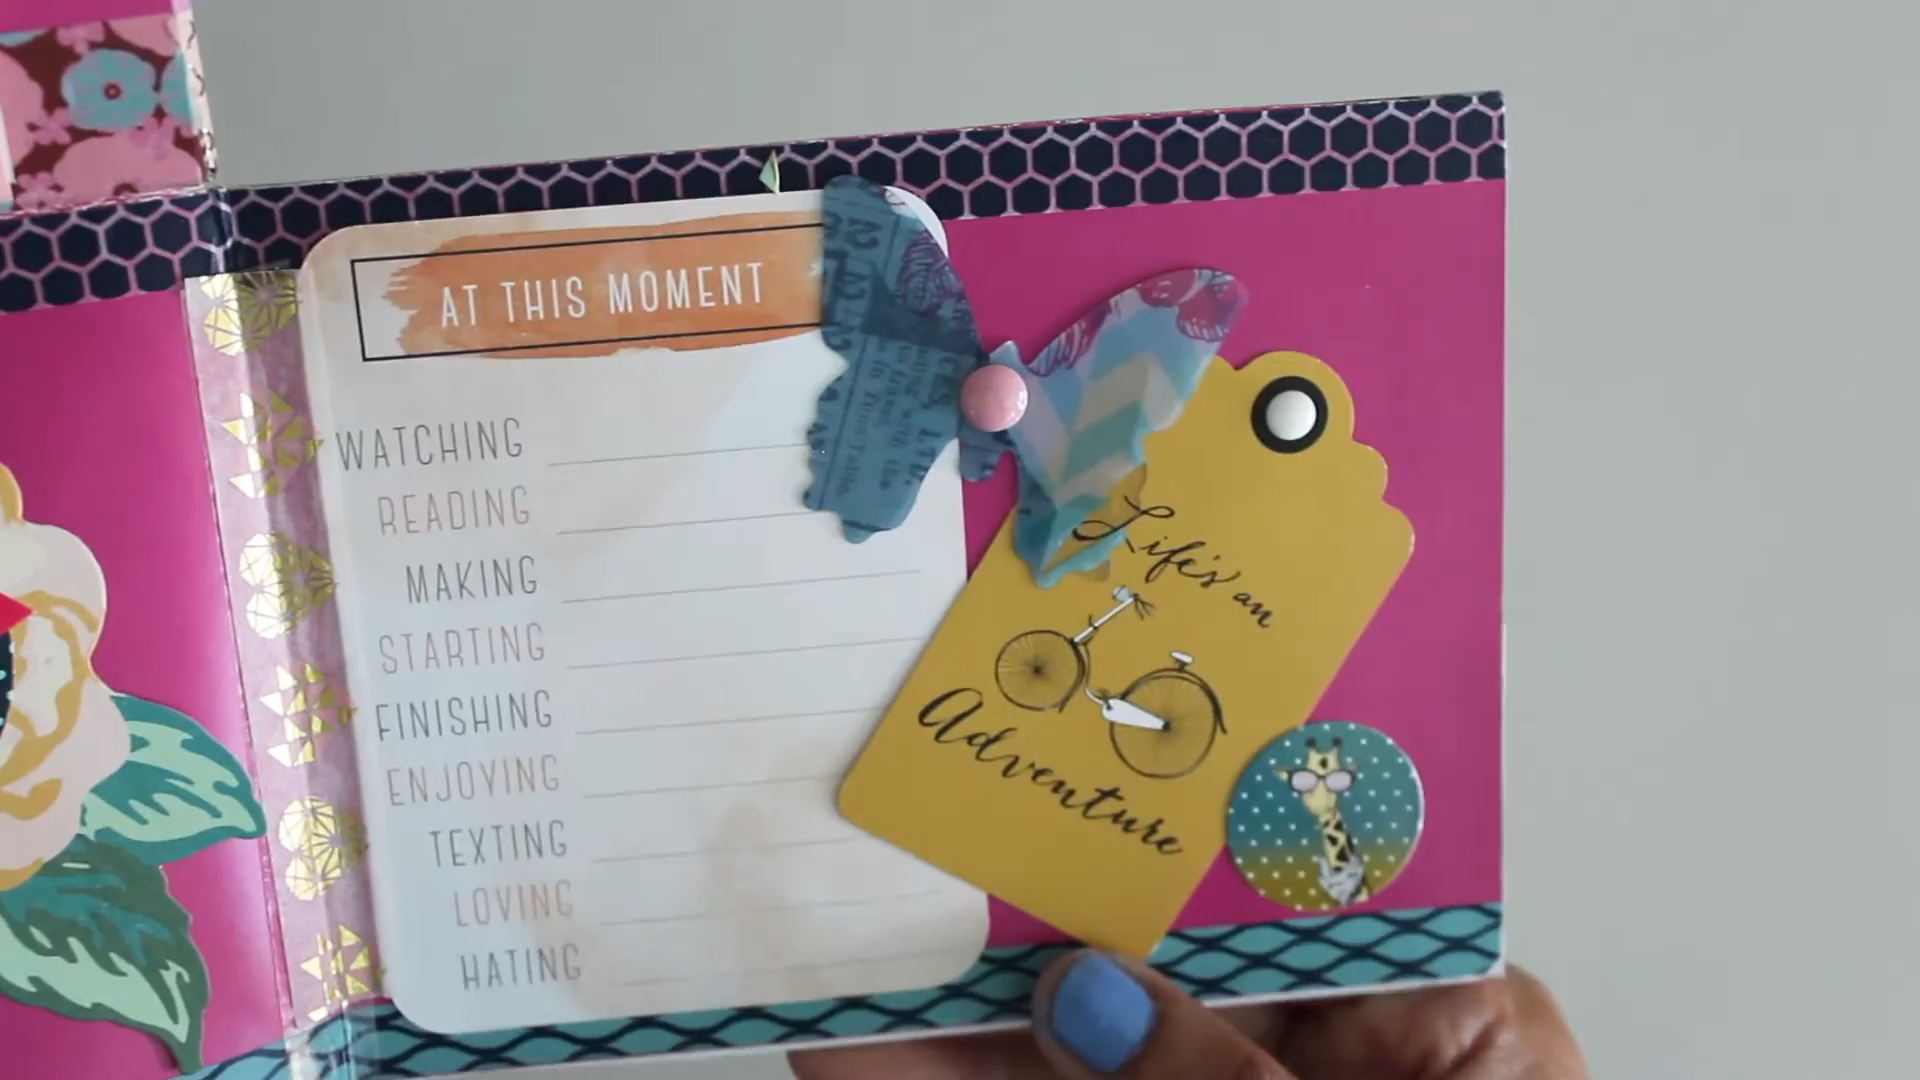 AT THIS MOMENT
WATCHING
READING
MAKING
STARTING
FINISHING
ENJOYING
TEXTING
LOVING
HATING
Life's an
Adventure